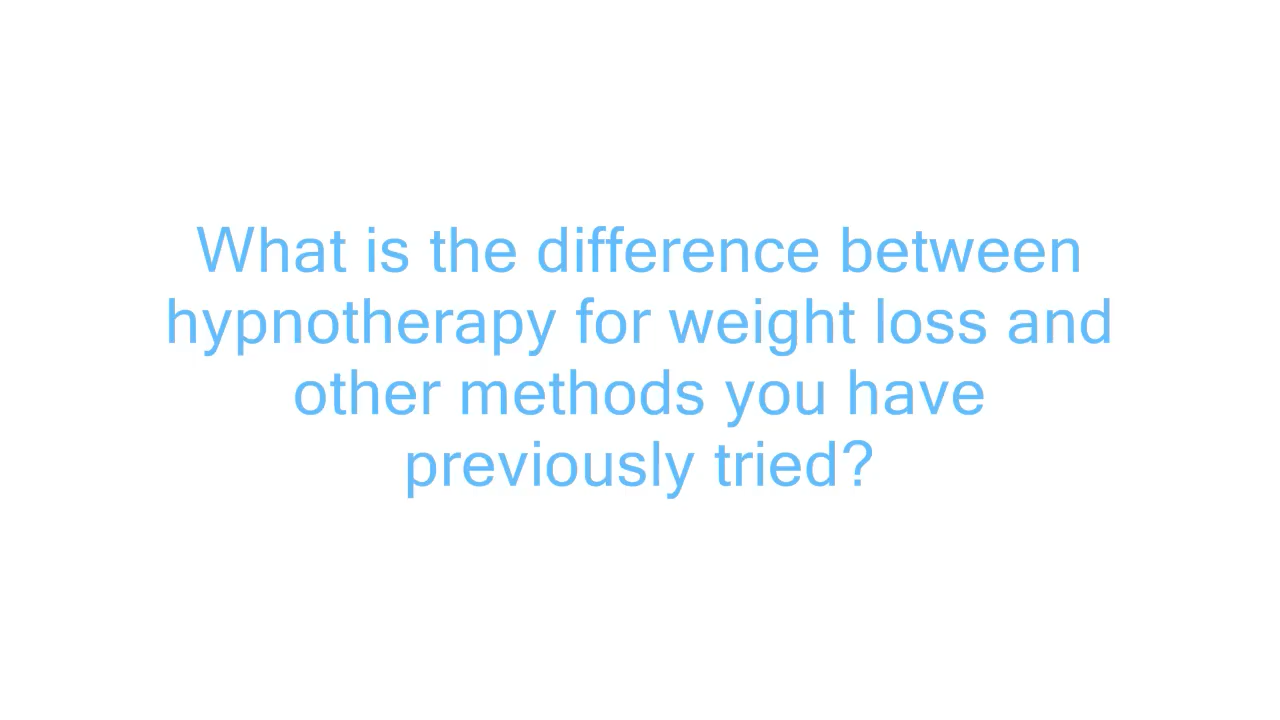 What is the difference between
hypnotherapy for weight loss and
other methods you have
previously tried?